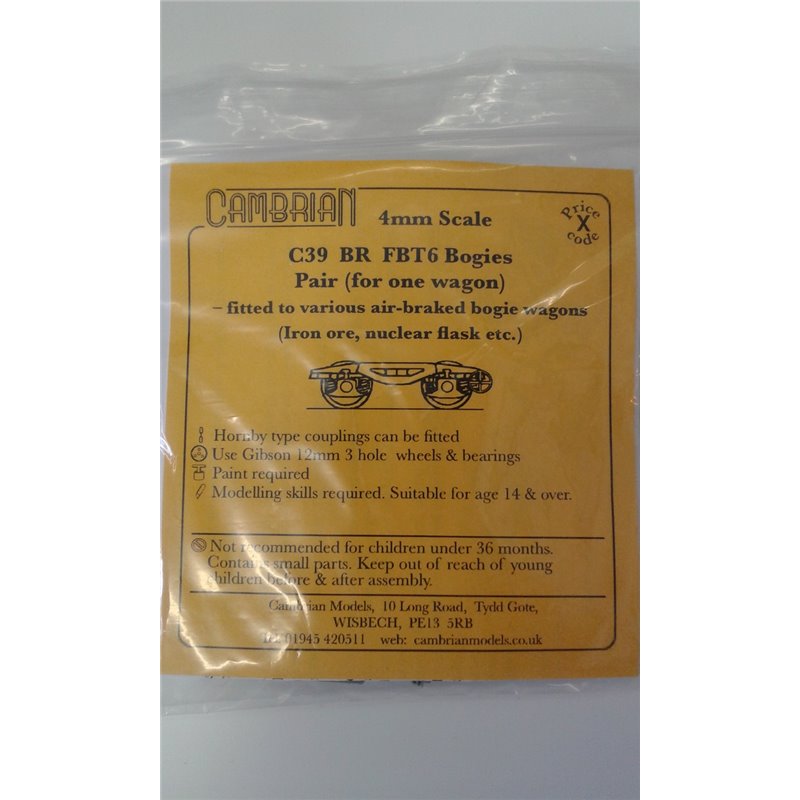 CAMBRIAN
4mm Scale
Price
X
code
C39 BR FBT6 Bogies
Pair (for one wagon)
– fitted to various air-braked bogie wagons
(Iron ore, nuclear flask etc.)
Hornby type couplings can be fitted
Use Gibson 12mm 3 hole wheels & bearings
Paint required
Modelling skills required. Suitable for age 14 & over.
Not recommended for children under 36 months.
Contains small parts. Keep out of reach of young
children before & after assembly.
Cambrian Models, 10 Long Road, Tydd Gote,
WISBECH, PE13 5RB
Tel 01945 420511 web: cambrianmodels.co.uk